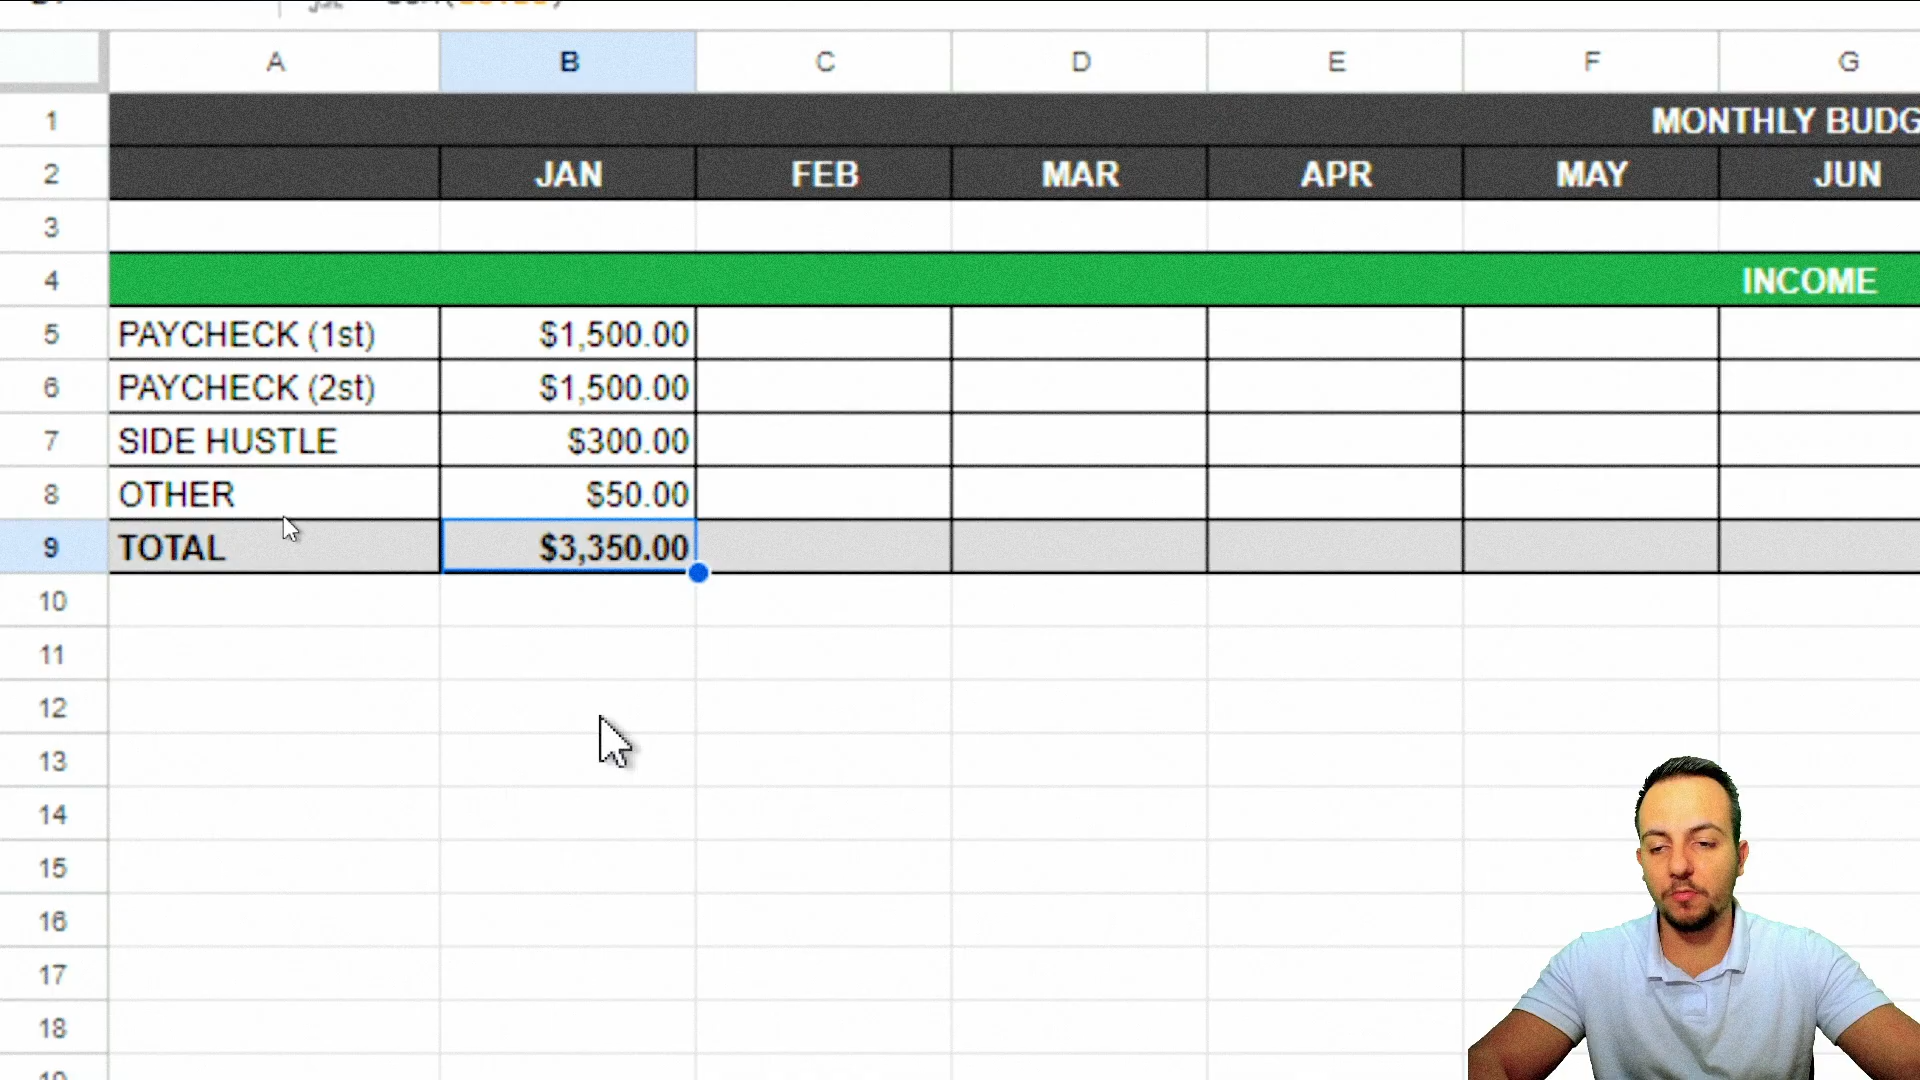 A B C D E F G
1 MONTHLY BUDG
2 JAN FEB MAR APR MAY JUN
3
4 INCOME
5 PAYCHECK (1st) $1,500.00
6 PAYCHECK (2st) $1,500.00
7 SIDE HUSTLE $300.00
8 OTHER $50.00
9 TOTAL $3,350.00
10
11
12
13
14
15
16
17
18